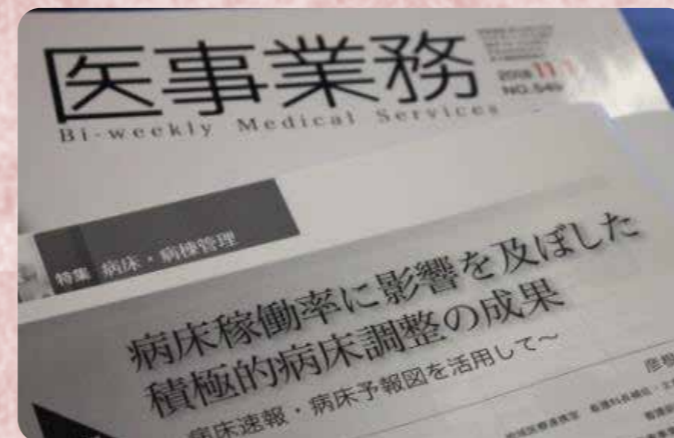 医事業務
2018 11
Bi-weekly Medical Services
特集 病床・病棟管理
病床稼働率に影響を及ぼした
積極的病床調整の成果
病床速報・病床予報図を活用して〜